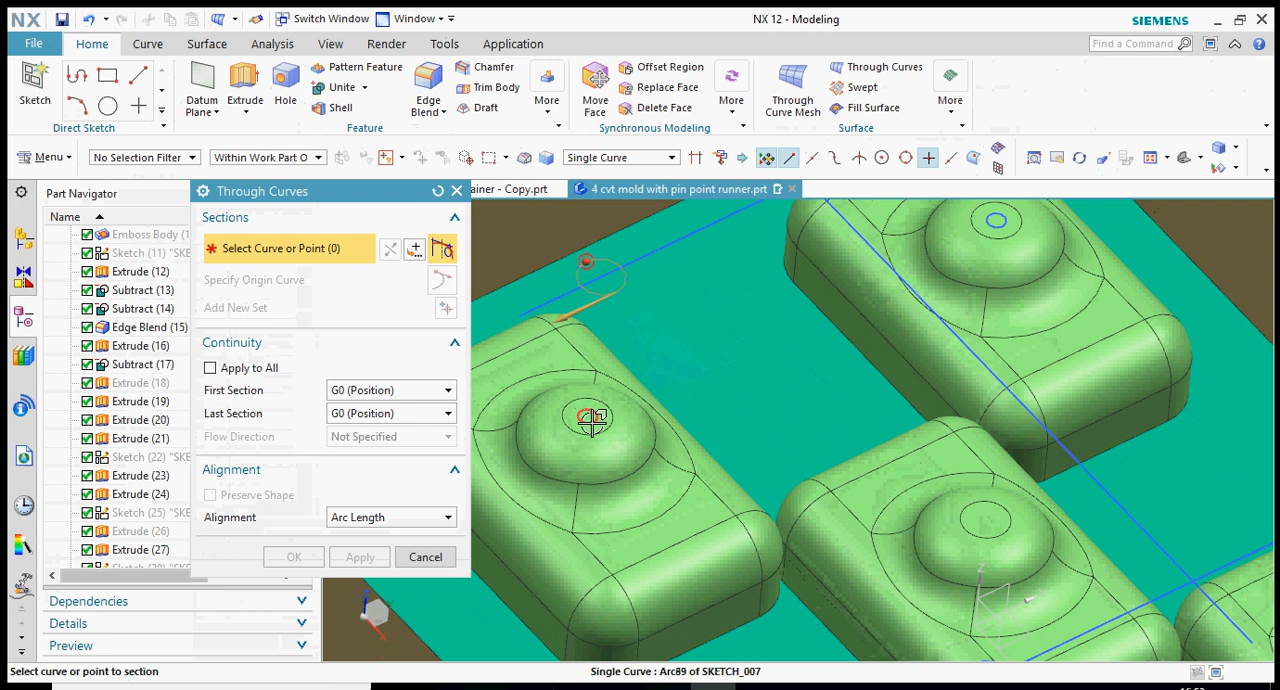 NX
Switch Window
Window
NX 12 - Modeling
SIEMENS
File
Home
Curve
Surface
Analysis
View
Render
Tools
Application
Find a Command
Sketch
Direct Sketch
Datum
Plane
Extrude
Hole
Pattern Feature
Unite
Shell
Edge
Blend
Chamfer
Trim Body
Draft
More
Feature
Move
Face
Offset Region
Replace Face
Delete Face
More
Synchronous Modeling
Through
Curve Mesh
Through Curves
Swept
Fill Surface
More
Surface
Menu
No Selection Filter
Within Work Part O
Single Curve
Part Navigator
Name
Emboss Body (1
Sketch (11) "SKE
Extrude (12)
Subtract (13)
Subtract (14)
Edge Blend (15)
Extrude (16)
Subtract (17)
Extrude (18)
Extrude (19)
Extrude (20)
Extrude (21)
Sketch (22) "SKE
Extrude (23)
Extrude (24)
Sketch (25) "SKE
Extrude (26)
Extrude (27)
Dependencies
Details
Preview
Through Curves
Sections
* Select Curve or Point (0)
Specify Origin Curve
Add New Set
Continuity
Apply to All
First Section
G0 (Position)
Last Section
G0 (Position)
Flow Direction
Not Specified
Alignment
Preserve Shape
Alignment
Arc Length
OK
Apply
Cancel
ainer - Copy.prt
4 cvt mold with pin point runner.prt
Z
Select curve or point to section
Single Curve : Arc89 of SKETCH_007